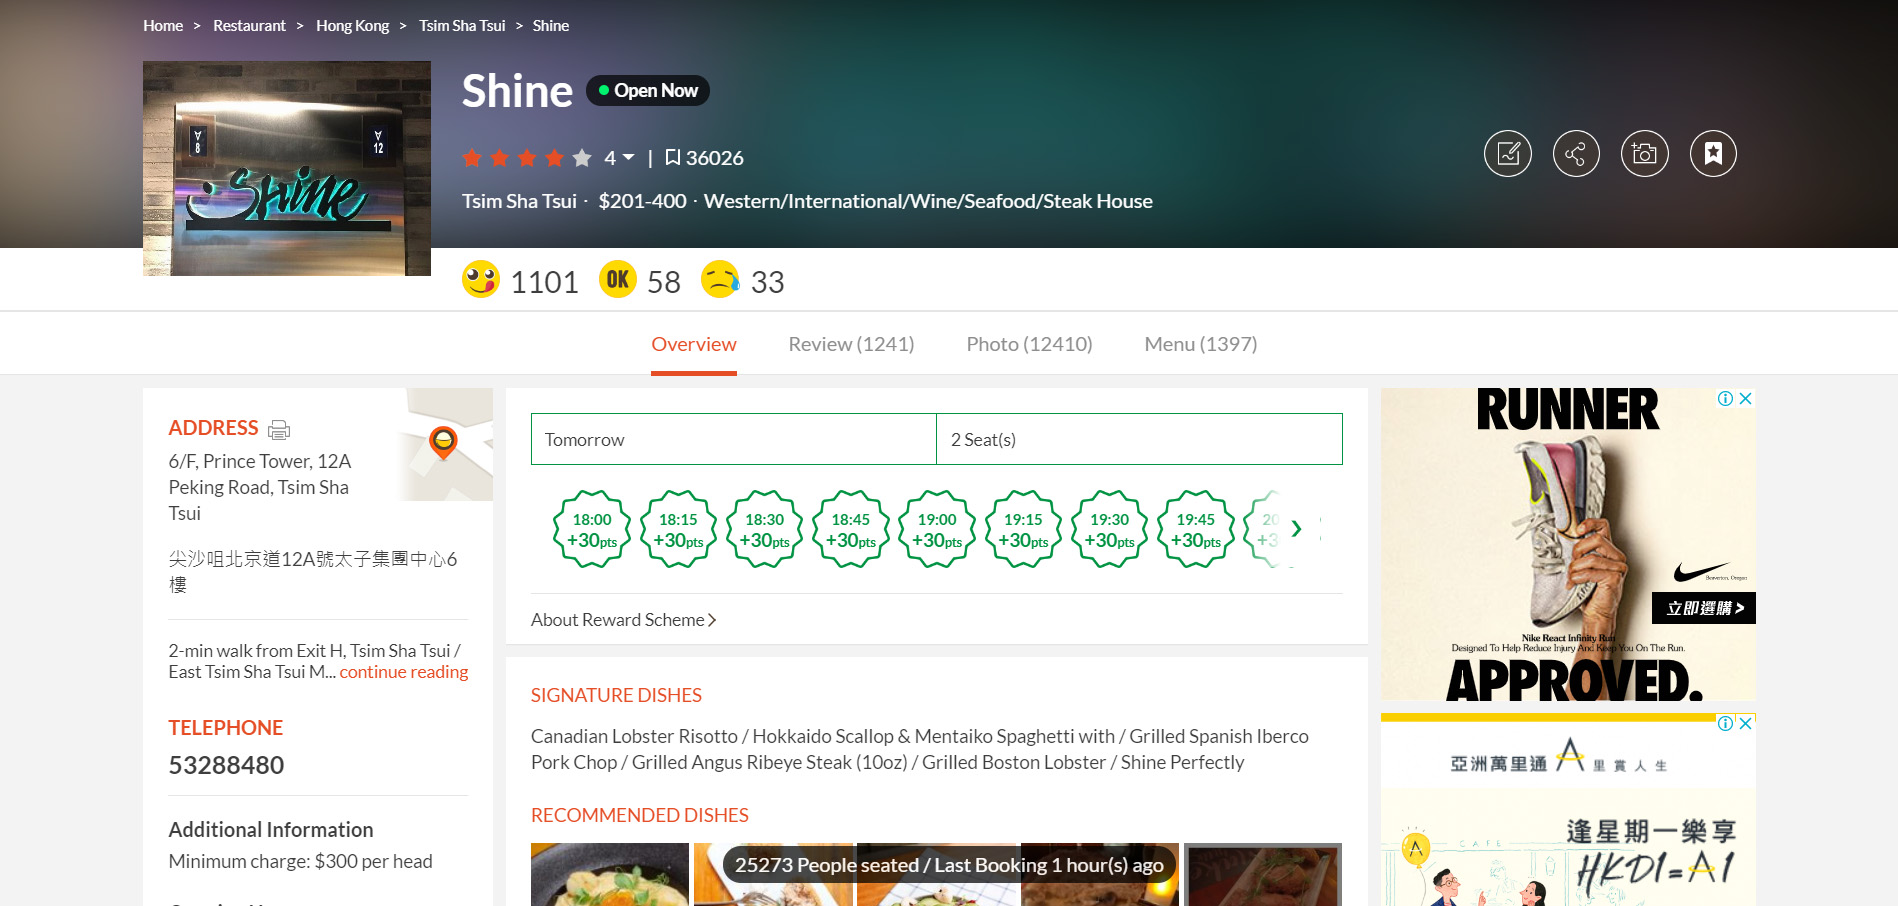 Home > Restaurant > Hong Kong > Tsim Sha Tsui > Shine
A 8
A 12
Shine
Shine
Open Now
4 | 36026
Tsim Sha Tsui · $201-400 · Western/International/Wine/Seafood/Steak House
1101 OK 58 33
Overview Review (1241) Photo (12410) Menu (1397)
ADDRESS
6/F, Prince Tower, 12A
Peking Road, Tsim Sha
Tsui
尖沙咀北京道12A號太子集團中心6
樓
2-min walk from Exit H, Tsim Sha Tsui /
East Tsim Sha Tsui M... continue reading
TELEPHONE
53288480
Additional Information
Minimum charge: $300 per head
Tomorrow
2 Seat(s)
18:00 18:15 18:30 18:45 19:00 19:15 19:30 19:45 20
+30pts +30pts +30pts +30pts +30pts +30pts +30pts +30pts +3
About Reward Scheme
SIGNATURE DISHES
Canadian Lobster Risotto / Hokkaido Scallop & Mentaiko Spaghetti with / Grilled Spanish Iberco
Pork Chop / Grilled Angus Ribeye Steak (10oz) / Grilled Boston Lobster / Shine Perfectly
RECOMMENDED DISHES
25273 People seated / Last Booking 1 hour(s) ago
RUNNER
Beaverton, Oregon
立即選購 >
Nike React Infinity Run
Designed To Help Reduce Injury And Keep You On The Run.
APPROVED.
亞洲萬里通 A 里賞人生
逢星期一樂享
HKD1=A1
A
CAFE